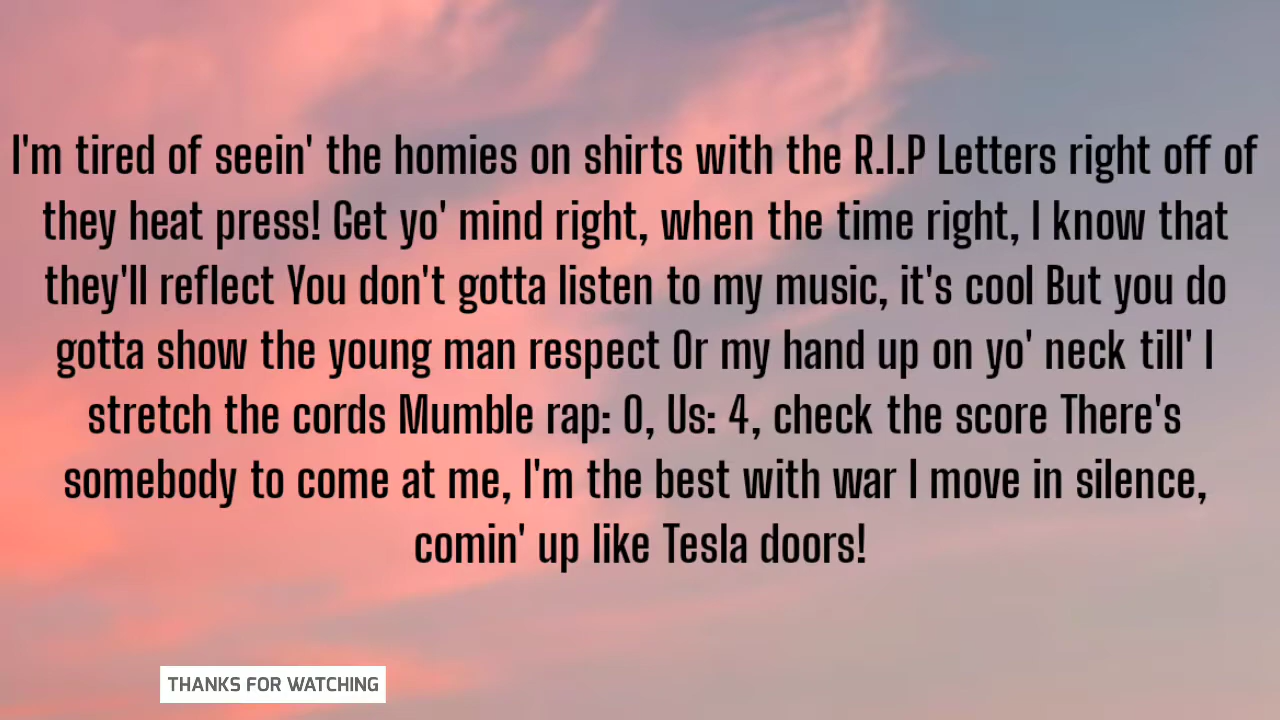 I'm tired of seein' the homies on shirts with the R.I.P Letters right off of
they heat press! Get yo' mind right, when the time right, I know that
they'll reflect You don't gotta listen to my music, it's cool But you do
gotta show the young man respect Or my hand up on yo' neck till' I
stretch the cords Mumble rap: 0, Us: 4, check the score There's
somebody to come at me, I'm the best with war I move in silence,
comin' up like Tesla doors!
THANKS FOR WATCHING